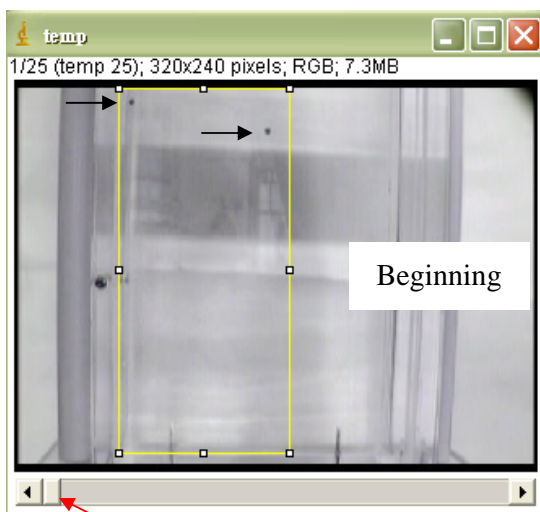 temp
1/25 (temp 25); 320x240 pixels; RGB; 7.3MB
Beginning